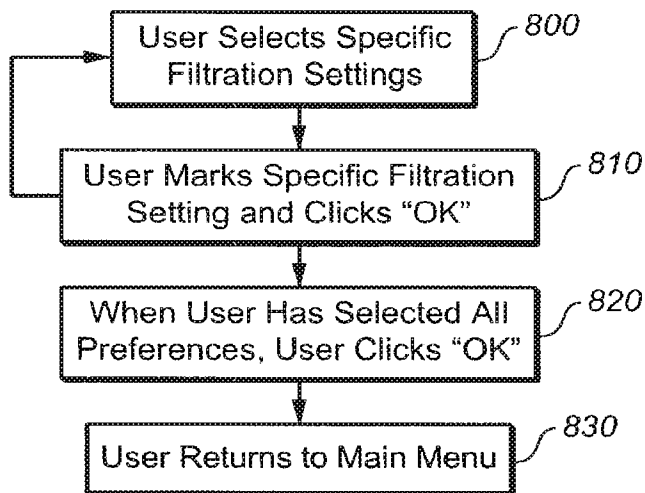 User Selects Specific
Filtration Settings
800
User Marks Specific Filtration
Setting and Clicks “OK”
810
When User Has Selected All
Preferences, User Clicks “OK”
820
User Returns to Main Menu
830